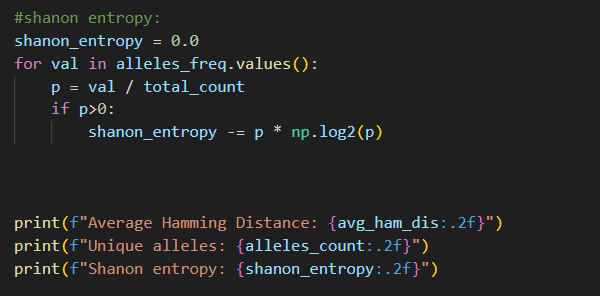 #shanon entropy:
shanon_entropy = 0.0
for val in alleles_freq.values():
    p = val / total_count
    if p>0:
        shanon_entropy -= p * np.log2(p)
print(f"Average Hamming Distance: {avg_ham_dis:.2f}")
print(f"Unique alleles: {alleles_count:.2f}")
print(f"Shanon entropy: {shanon_entropy:.2f}")